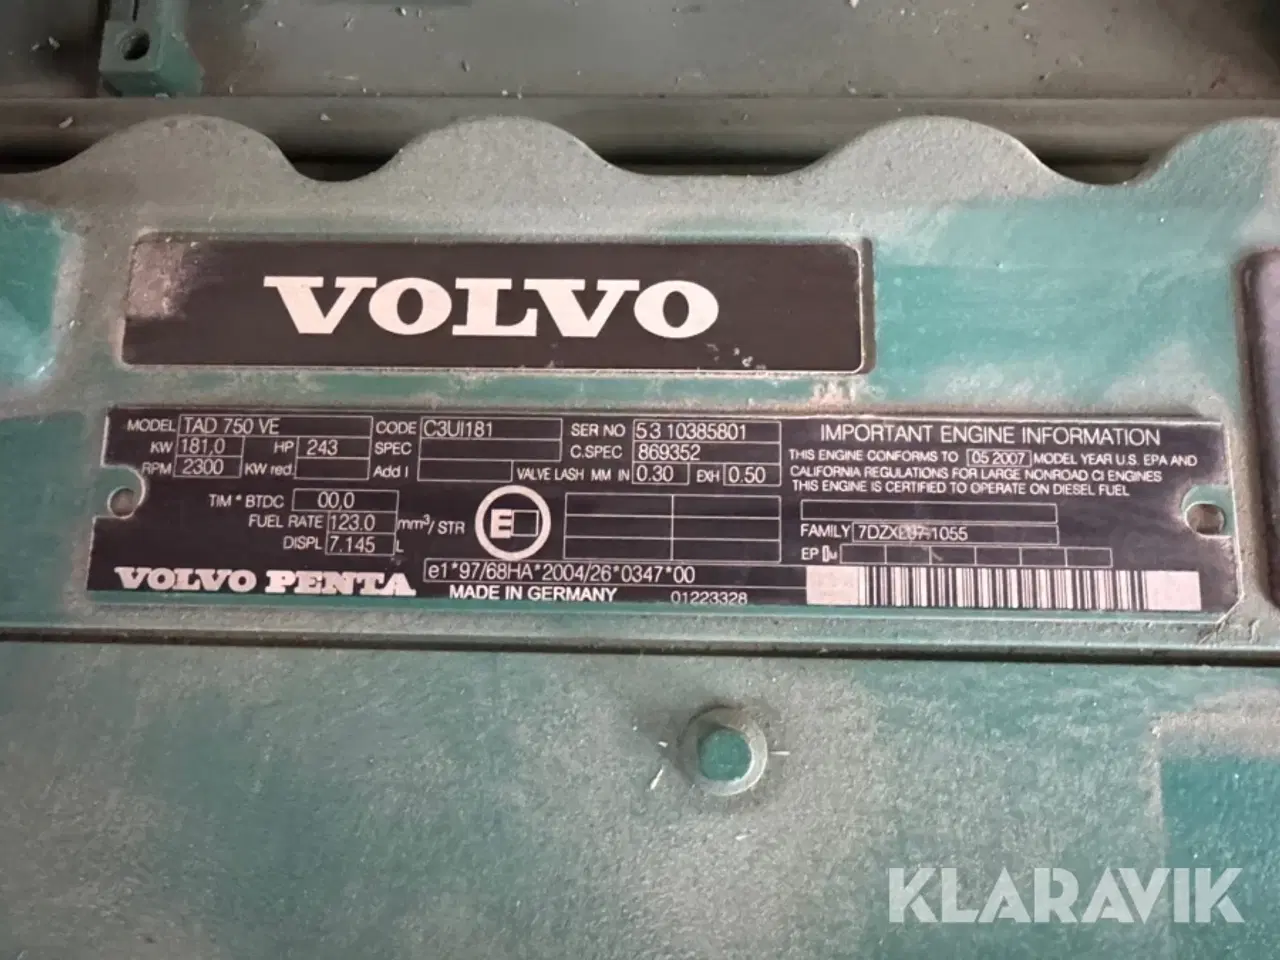 VOLVO
MODEL TAD 750 VE CODE C3UI181 SER NO 5 3 10385801
KW 181,0 HP 243 SPEC C.SPEC 869352
RPM 2300 KW red. Add I VALVE LASH MM IN 0.30 EXH 0.50
TIM ° BTDC 00,0
FUEL RATE 123.0 mm³/STR
DISPL 7.145 L
E
VOLVO PENTA
e1*97/68HA*2004/26*0347*00
MADE IN GERMANY 01223328
IMPORTANT ENGINE INFORMATION
THIS ENGINE CONFORMS TO 05 2007 MODEL YEAR U.S. EPA AND
CALIFORNIA REGULATIONS FOR LARGE NONROAD CI ENGINES
THIS ENGINE IS CERTIFIED TO OPERATE ON DIESEL FUEL
FAMILY
EP
KLARAVIK